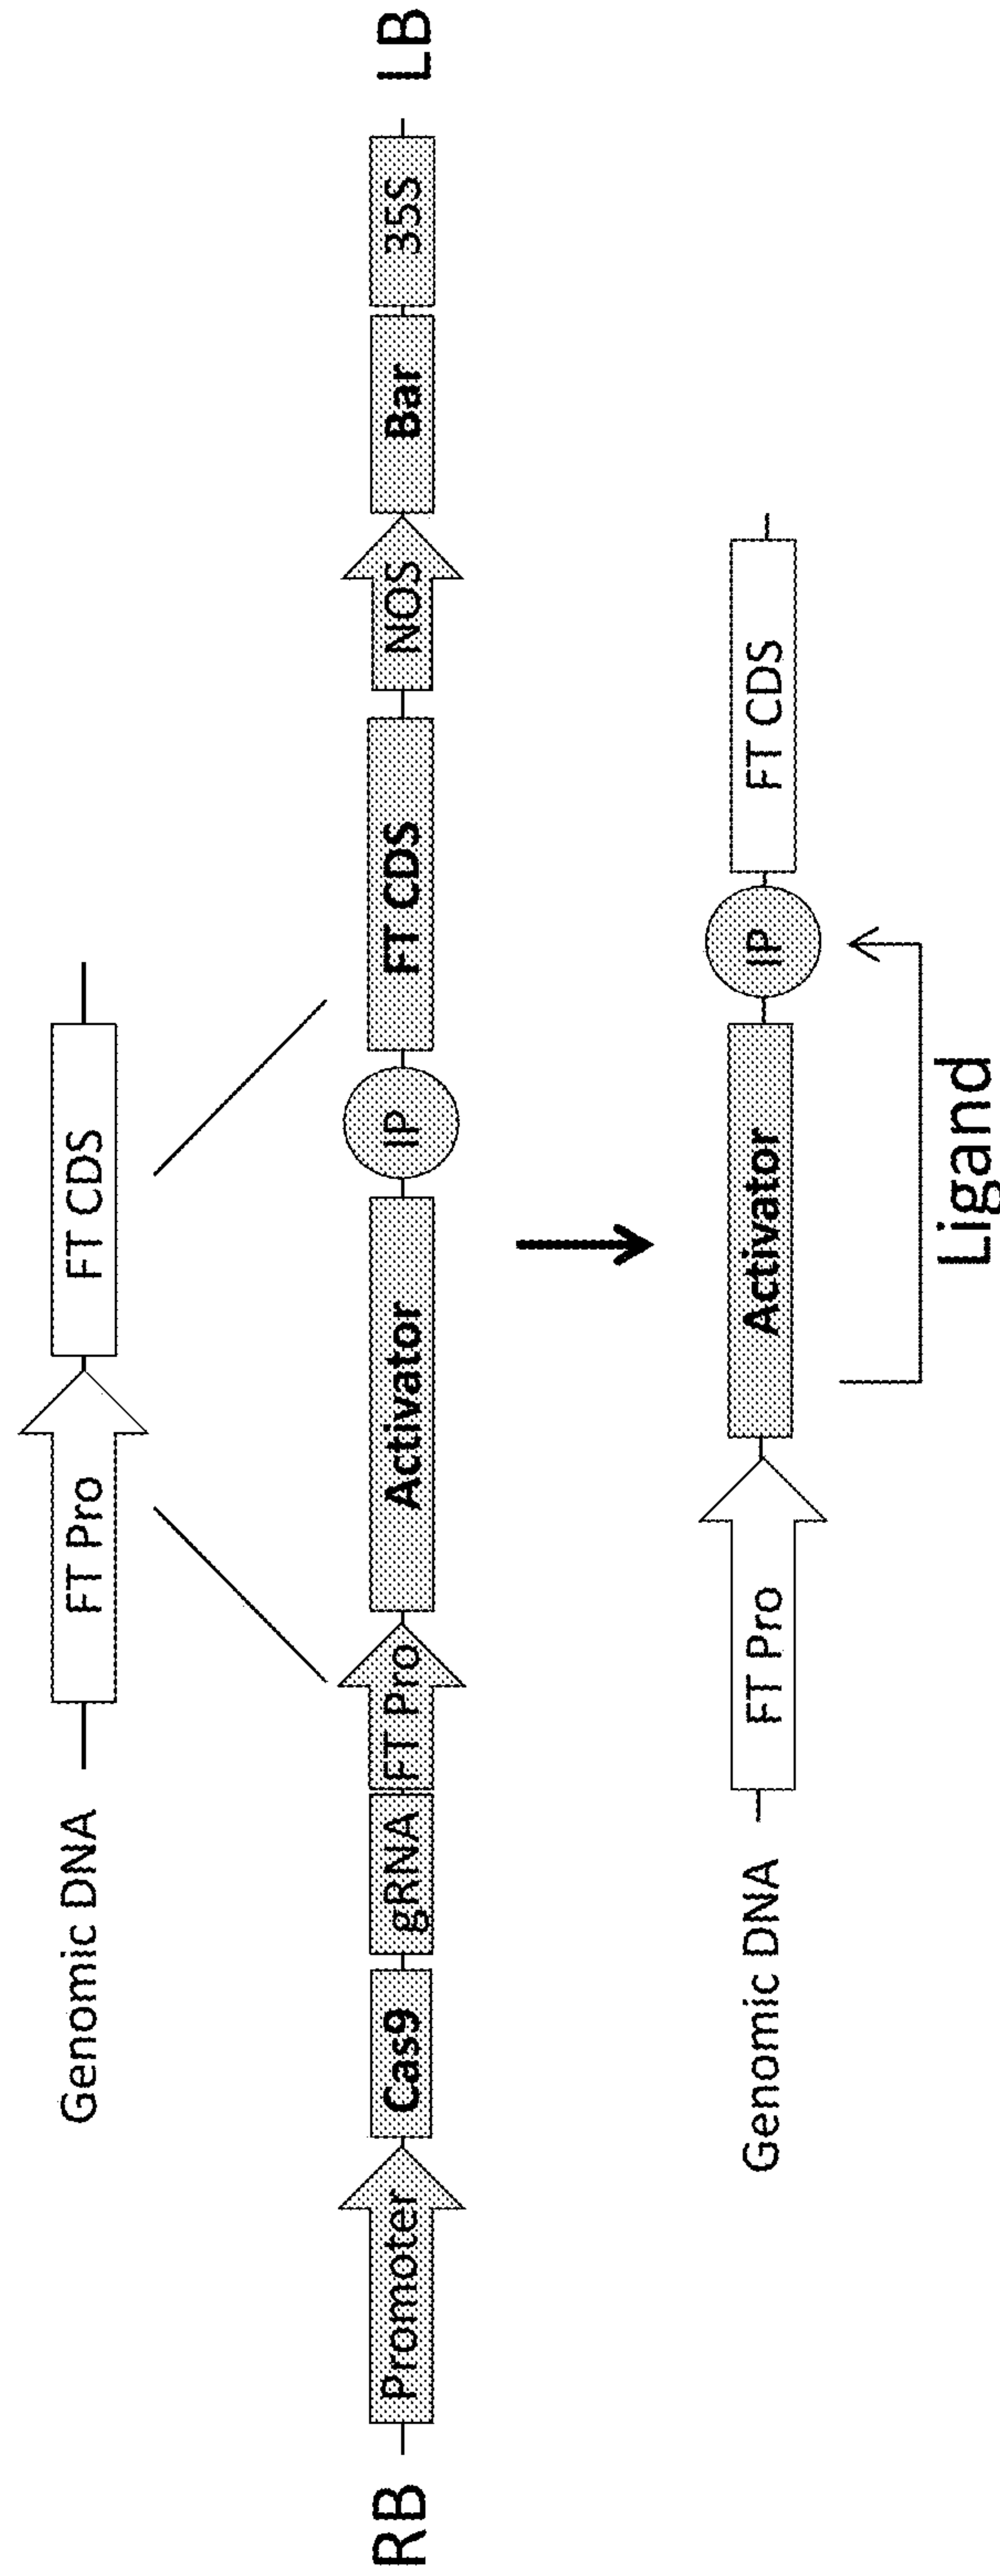 Genomic DNA FT Pro FT CDS
RB Promoter Cas9 gRNA FT Pro Activator IP FT CDS NOS Bar 35S LB
Genomic DNA FT Pro Activator IP FT CDS
Ligand